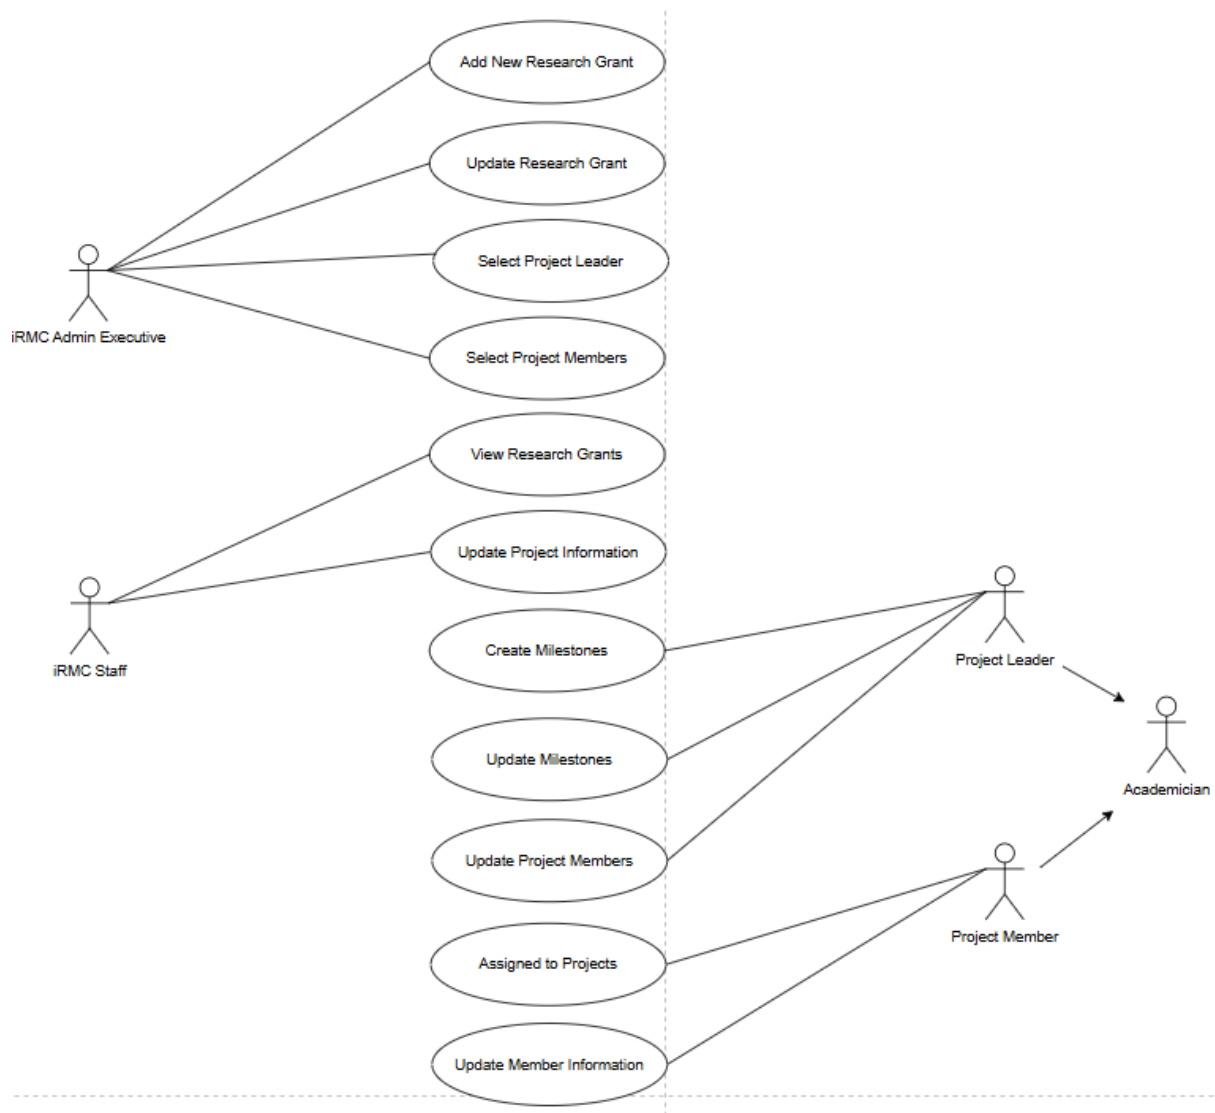 Add New Research Grant
Update Research Grant
Select Project Leader
iRMC Admin Executive
Select Project Members
View Research Grants
Update Project Information
iRMC Staff
Create Milestones
Project Leader
Update Milestones
Academician
Update Project Members
Project Member
Assigned to Projects
Update Member Information